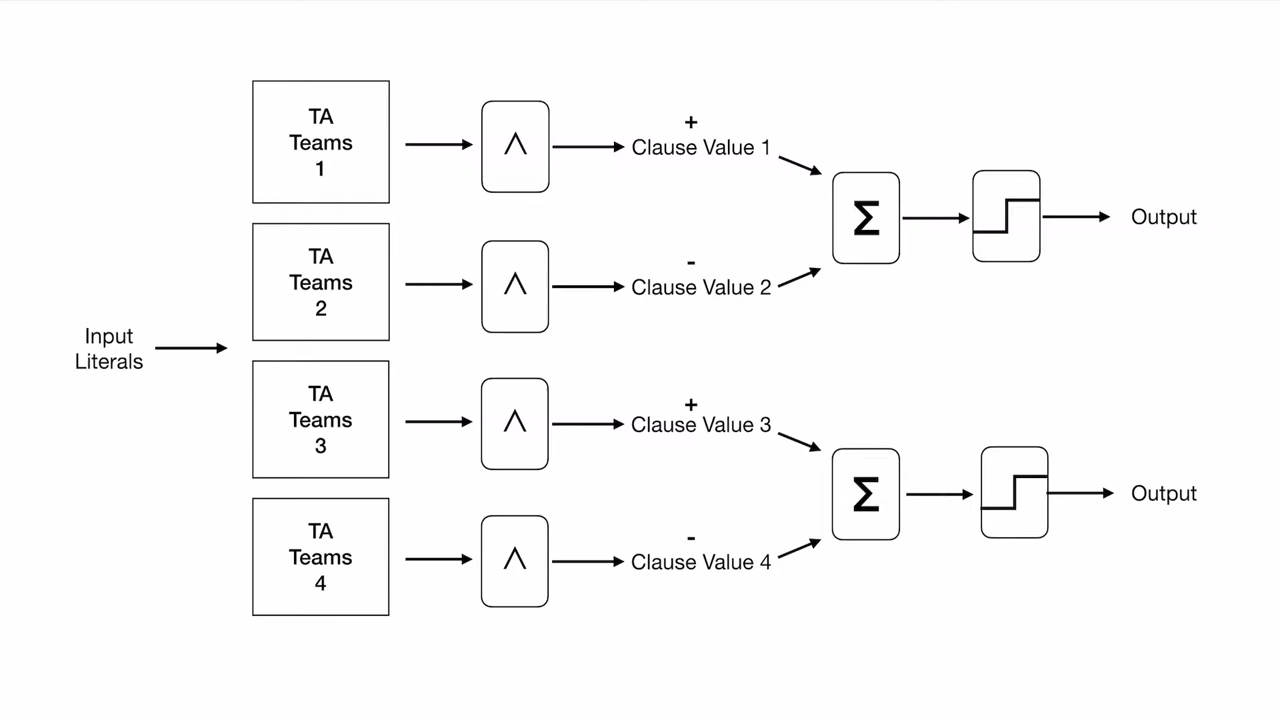 TA
Teams
1
∧
+
Clause Value 1
Σ
Output
TA
Teams
2
∧
-
Clause Value 2
Input
Literals
TA
Teams
3
∧
+
Clause Value 3
Σ
Output
TA
Teams
4
∧
-
Clause Value 4